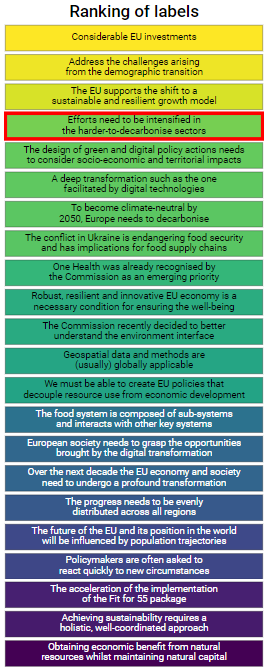 Ranking of labels
Considerable EU investments
Address the challenges arising
from the demographic transition
The EU supports the shift to a
sustainable and resilient growth model
Efforts need to be intensified in
the harder-to-decarbonise sectors
The design of green and digital policy actions needs
to consider socio-economic and territorial impacts
A deep transformation such as the one
facilitated by digital technologies
To become climate-neutral by
2050, Europe needs to decarbonise
The conflict in Ukraine is endangering food security
and has implications for food supply chains
One Health was already recognised by
the Commission as an emerging priority
Robust, resilient and innovative EU economy is a
necessary condition for ensuring the well-being
The Commission recently decided to better
understand the environment interface
Geospatial data and methods are
(usually) globally applicable
We must be able to create EU policies that
decouple resource use from economic development
The food system is composed of sub-systems
and interacts with other key systems
European society needs to grasp the opportunities
brought by the digital transformation
Over the next decade the EU economy and society
need to undergo a profound transformation
The progress needs to be evenly
distributed across all regions
The future of the EU and its position in the world
will be influenced by population trajectories
Policymakers are often asked to
react quickly to new circumstances
The acceleration of the implementation
of the Fit for 55 package
Achieving sustainability requires a
holistic, well-coordinated approach
Obtaining economic benefit from natural
resources whilst maintaining natural capital